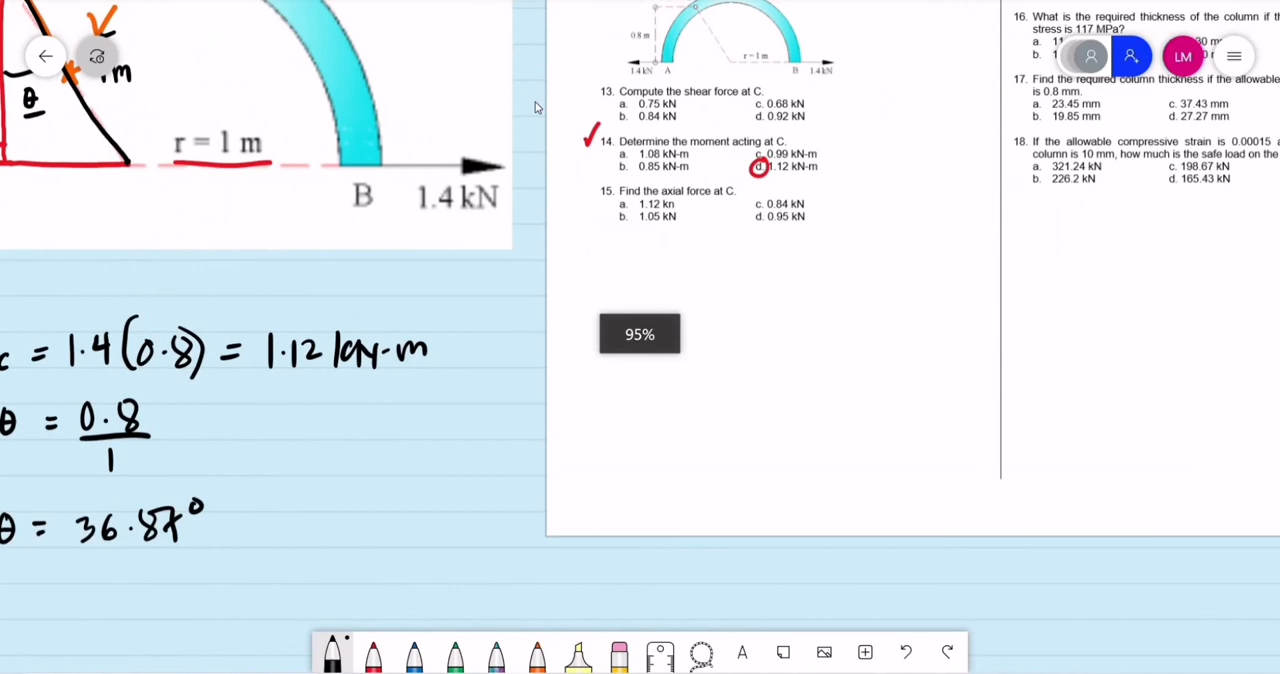 V
1m
θ
r = 1 m
B 1.4 kN
c = 1.4(0.8) = 1.12 kN-m
θ = 0.8
1
θ = 36.87°
0.8 m
r = 1 m
1.4 kN A
B 1.4 kN
13. Compute the shear force at C.
a. 0.75 kN c. 0.68 kN
b. 0.84 kN d. 0.92 kN
14. Determine the moment acting at C.
a. 1.08 kN-m c. 0.99 kN-m
b. 0.85 kN-m d. 1.12 kN-m
15. Find the axial force at C.
a. 1.12 kn c. 0.84 kN
b. 1.05 kN d. 0.95 kN
95%
16. What is the required thickness of the column if
stress is 117 MPa?
a.
b.
LM
17. Find the required column thickness if the allowable
is 0.8 mm.
a. 23.45 mm c. 37.43 mm
b. 19.85 mm d. 27.27 mm
18. If the allowable compressive strain is 0.00015
column is 10 mm, how much is the safe load on the
a. 321.24 kN c. 198.67 kN
b. 226.2 kN d. 165.43 kN
A